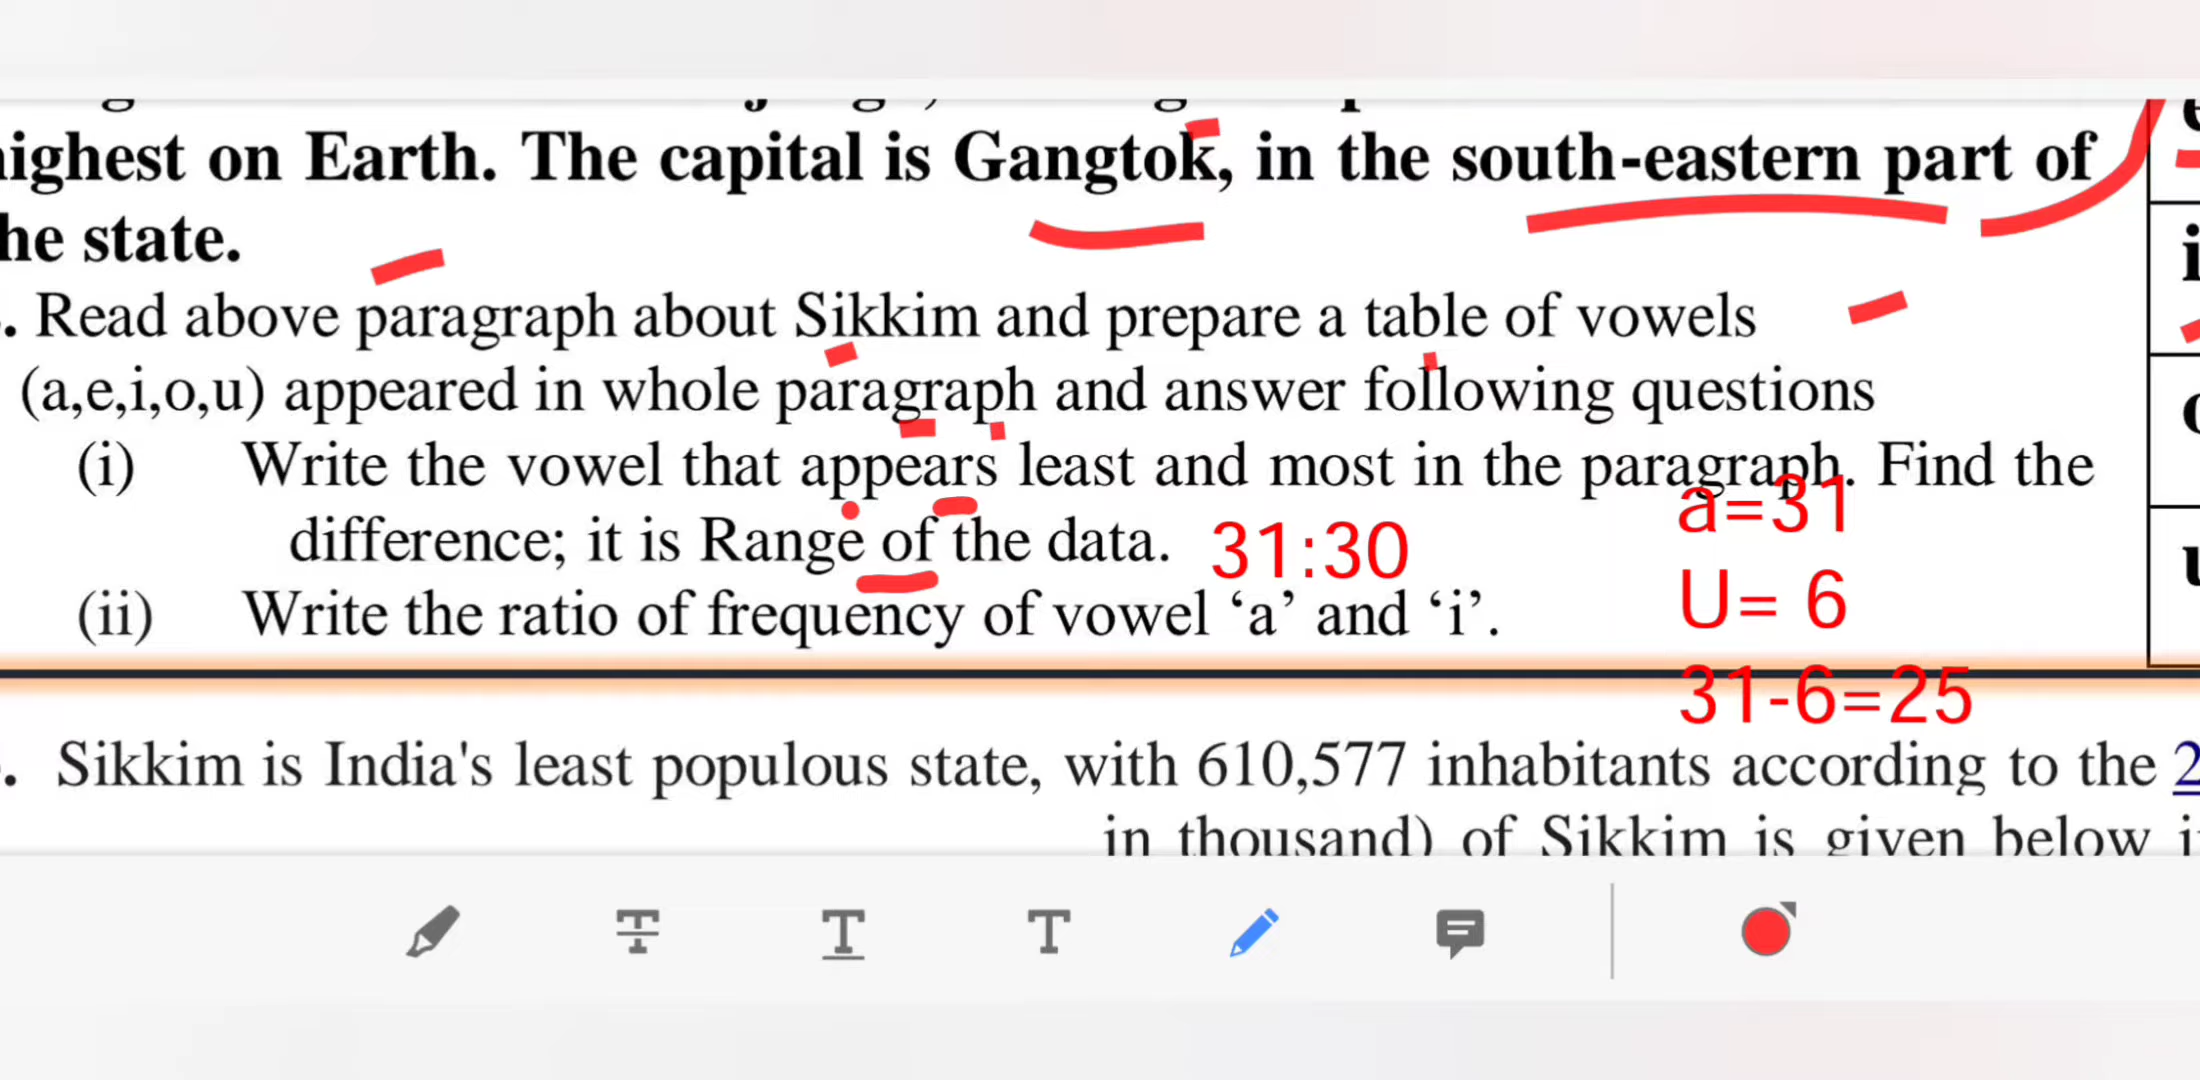 highest on Earth. The capital is Gangtok, in the south-eastern part of
the state.
. Read above paragraph about Sikkim and prepare a table of vowels
(a,e,i,o,u) appeared in whole paragraph and answer following questions
(i) Write the vowel that appears least and most in the paragraph. Find the
difference; it is Range of the data. 31:30
a=31
(ii) Write the ratio of frequency of vowel ‘a’ and ‘i’.
U= 6
31-6=25
. Sikkim is India's least populous state, with 610,577 inhabitants according to the 2
in thousand) of Sikkim is given below i
e
i
o
u